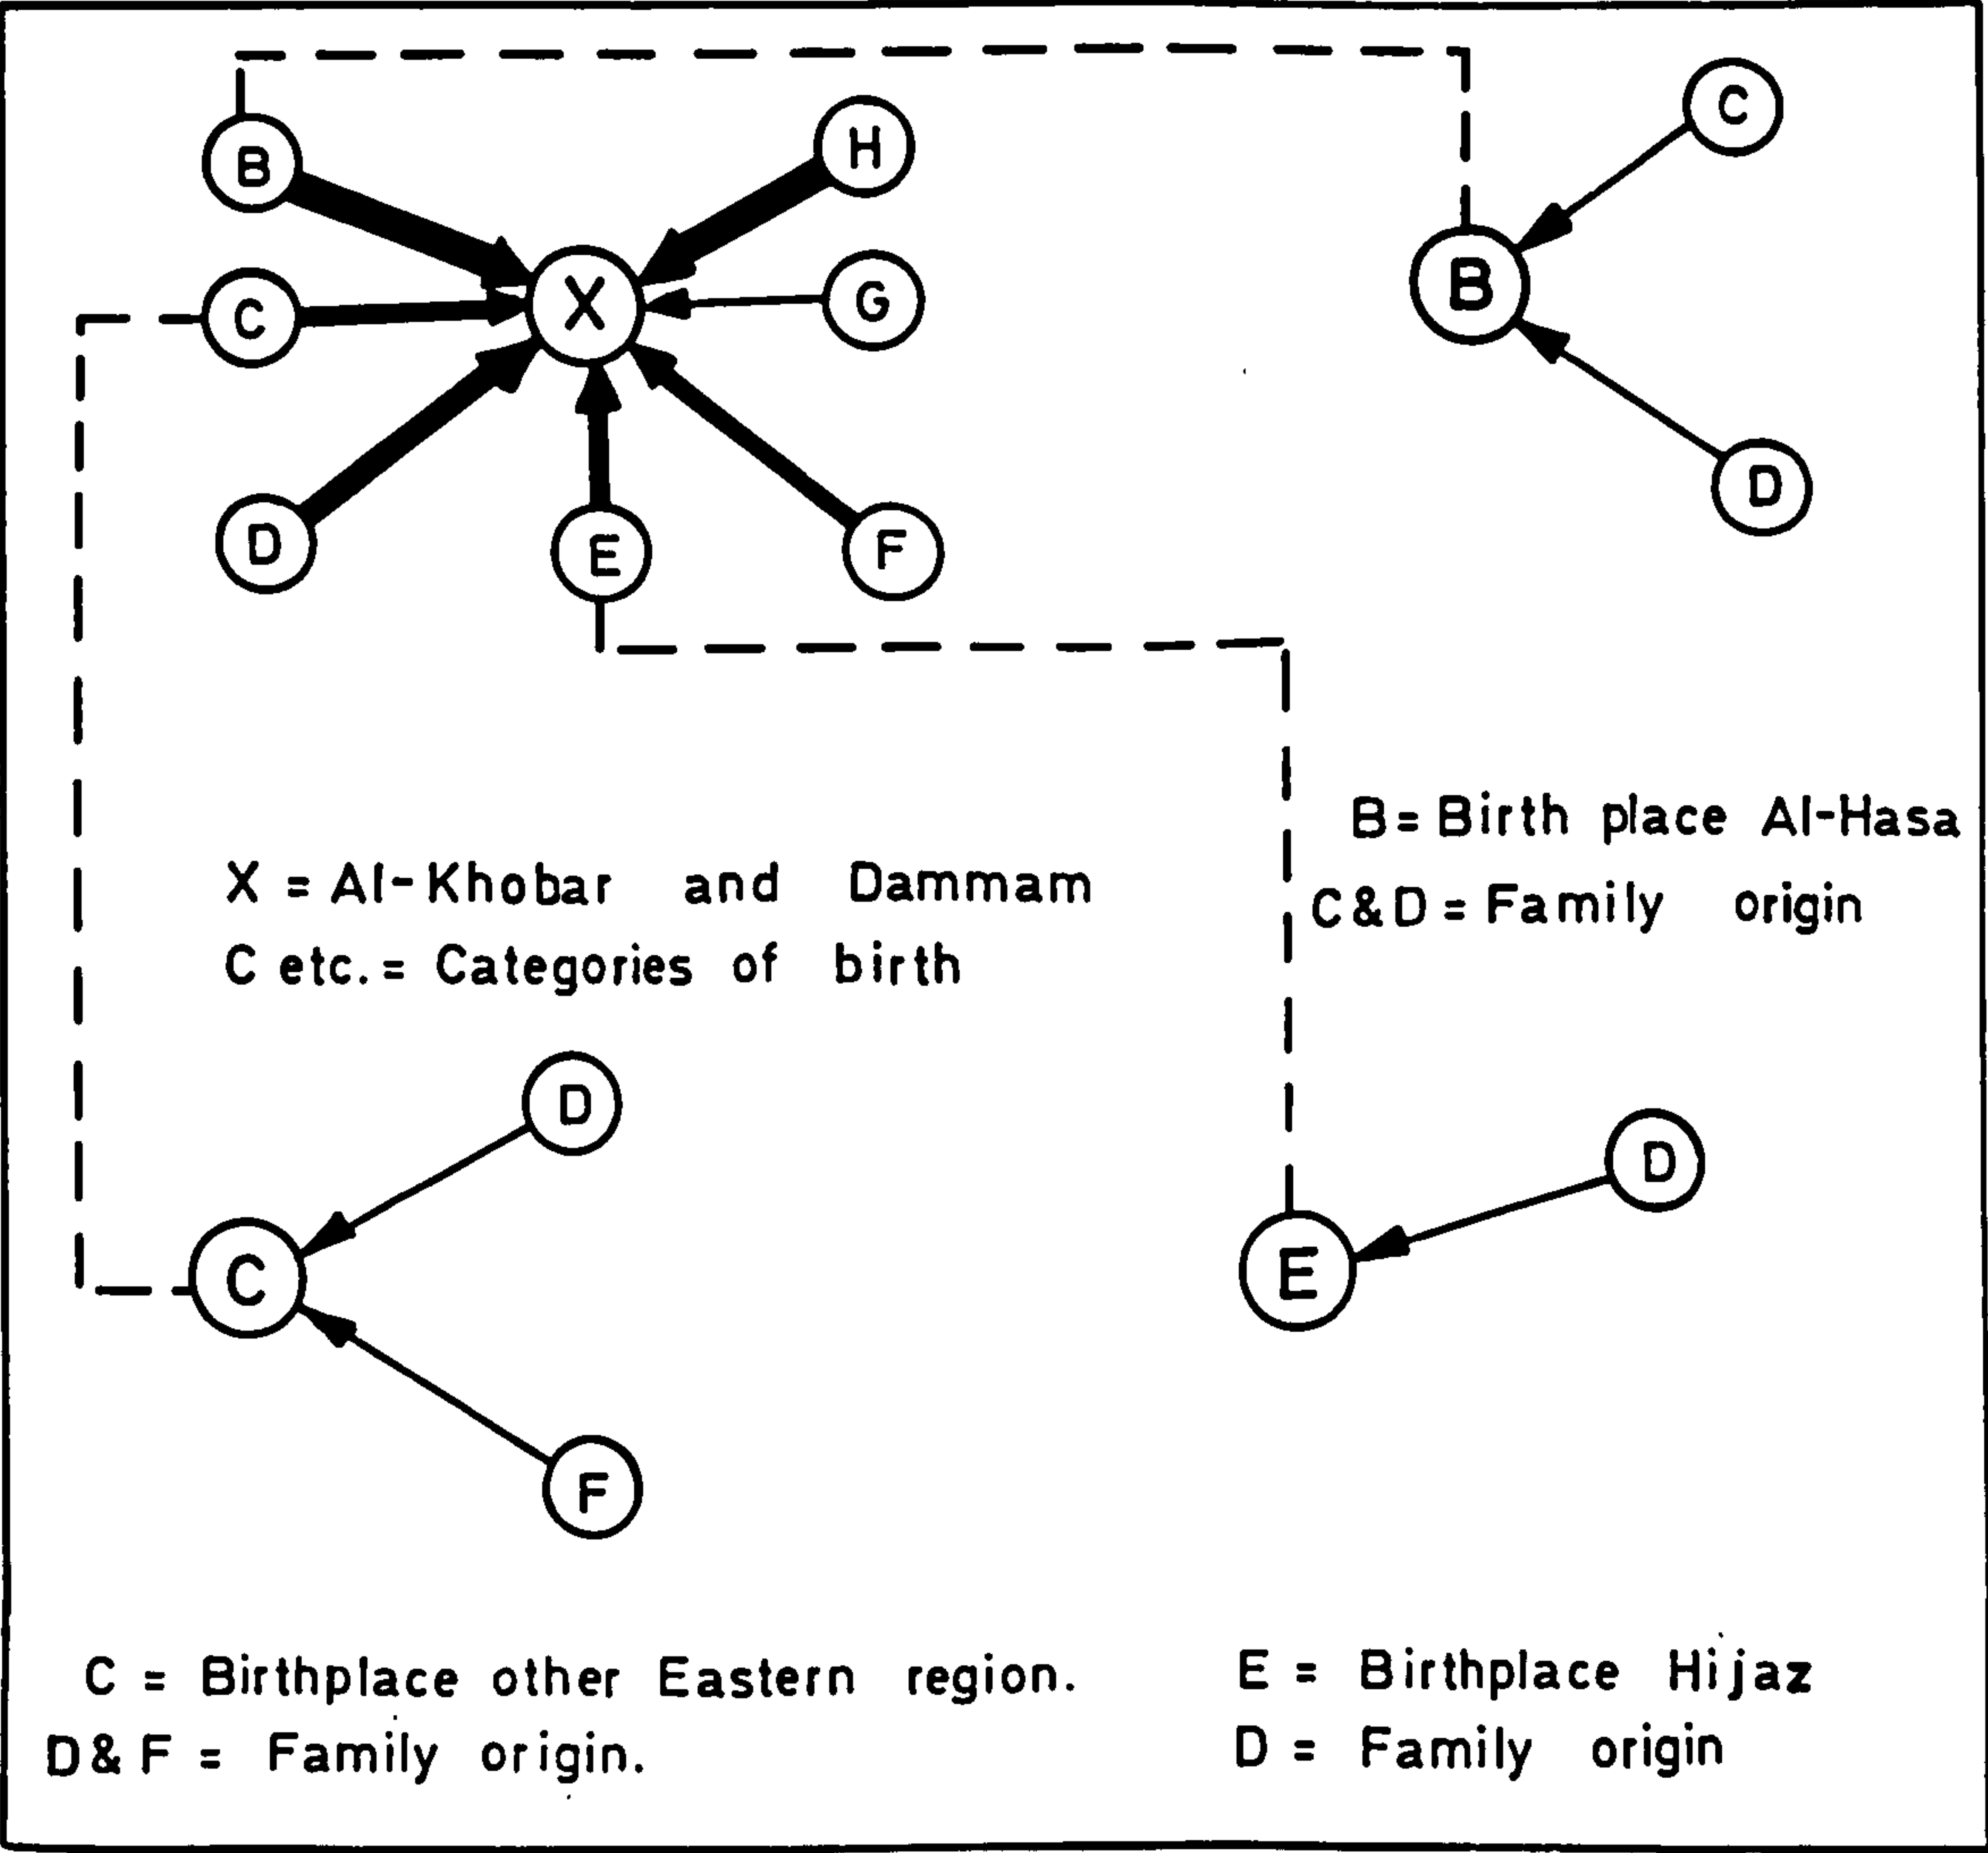 B
H
C
C
X
G
B
D
E
F
D
B= Birth place Al-Hasa
X = Al-Khobar and Dammam
C & D = Family origin
C etc. = Categories of birth
D
D
C
E
F
C = Birthplace other Eastern region.
D & F = Family origin.
E = Birthplace Hijaz
D = Family origin